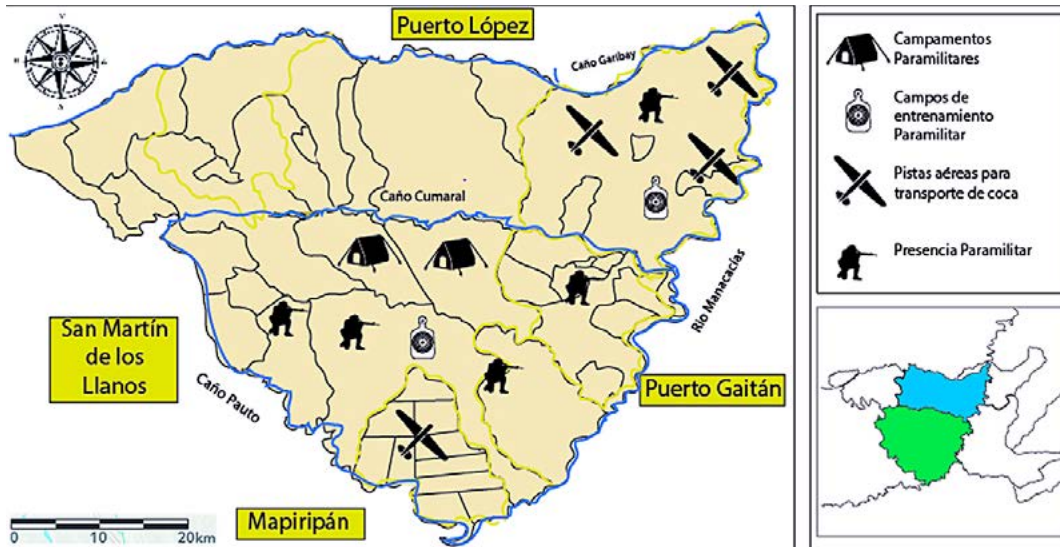 Puerto López
Caño Garibay
Caño Cumaral
Río Manacacías
San Martín
de los
Llanos
Caño Pauto
Puerto Gaitán
Mapiripán
0 10 20km
Campamentos
Paramilitares
Campos de
entrenamiento
Paramilitar
Pistas aéreas para
transporte de coca
Presencia Paramilitar